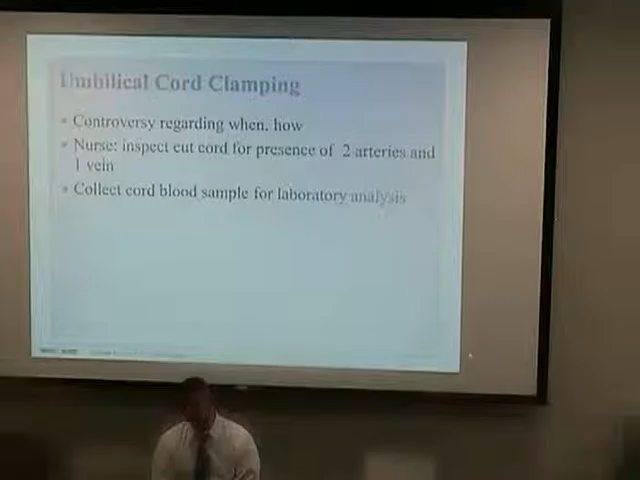 Umbilical Cord Clamping
Controversy regarding when, how
Nurse: inspect cut cord for presence of 2 arteries and
1 vein
Collect cord blood sample for laboratory analysis